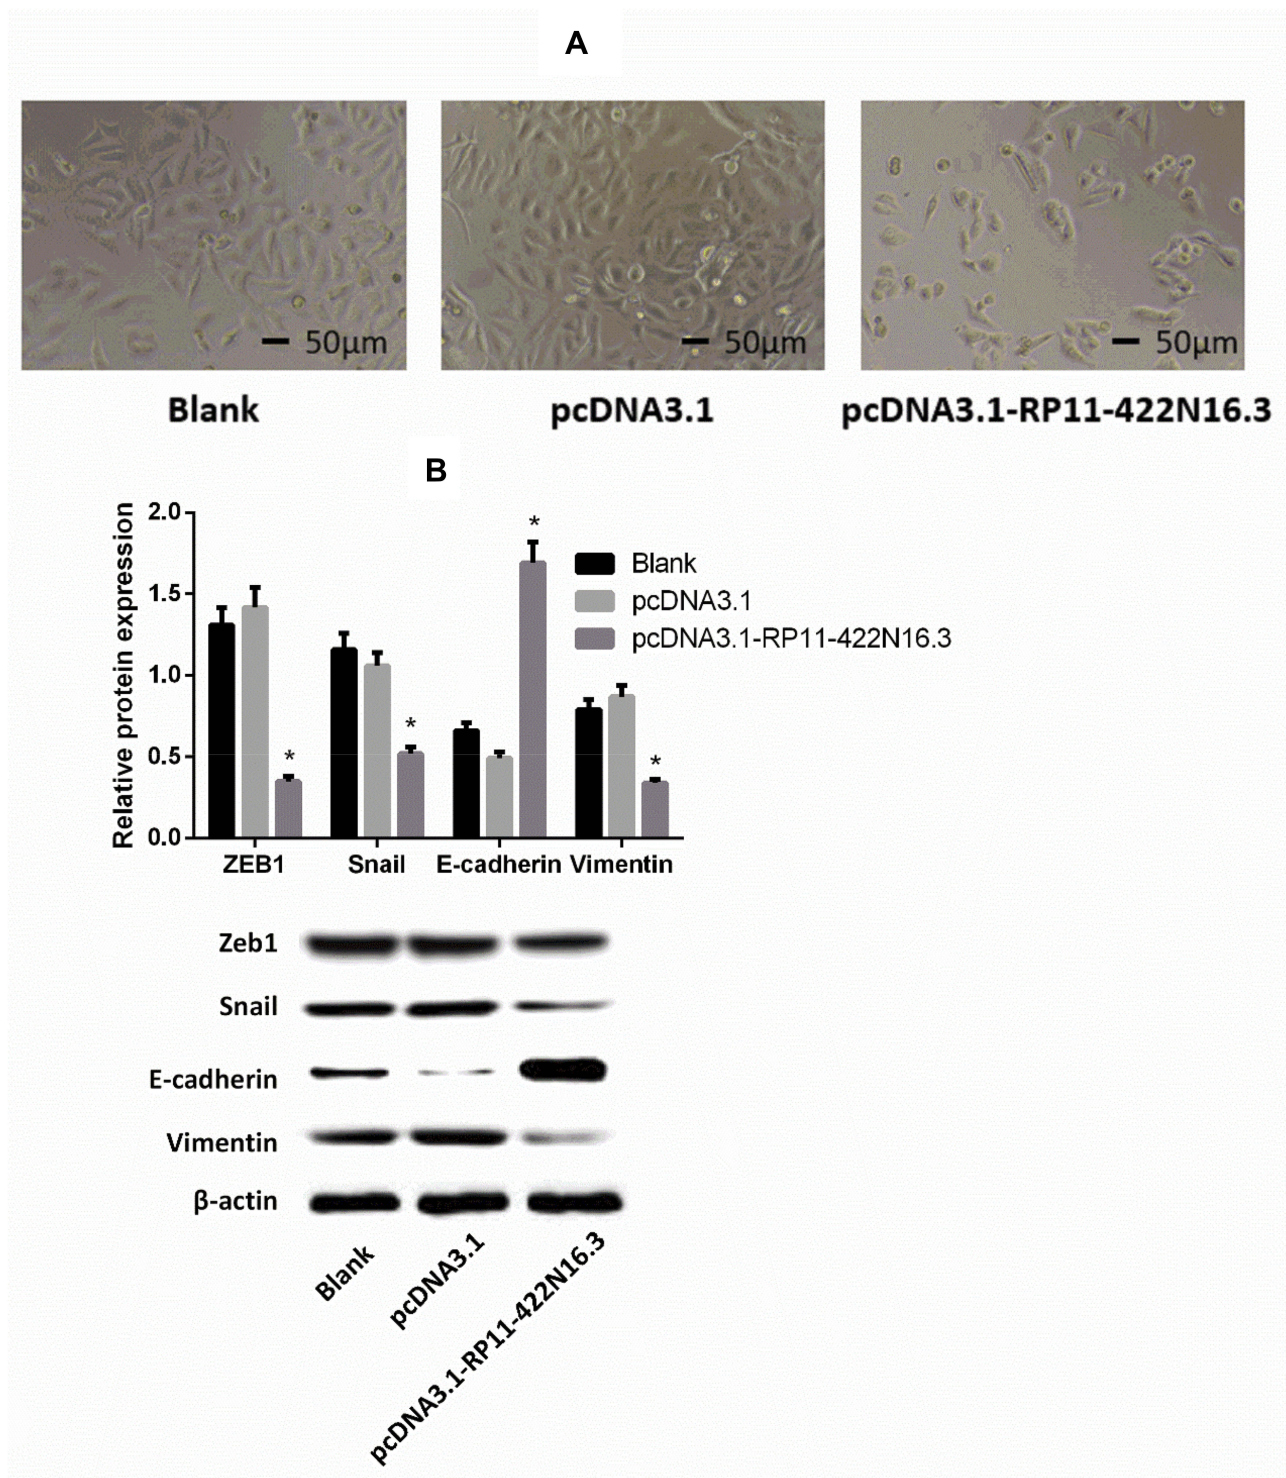 A
50μm
50μm
50μm
Blank
pcDNA3.1
pcDNA3.1-RP11-422N16.3
B
Relative protein expression
2.0
1.5
1.0
0.5
0.0
*
*
*
*
Blank
pcDNA3.1
pcDNA3.1-RP11-422N16.3
ZEB1
Snail
E-cadherin
Vimentin
Zeb1
Snail
E-cadherin
Vimentin
β-actin
Blank
pcDNA3.1
pcDNA3.1-RP11-422N16.3